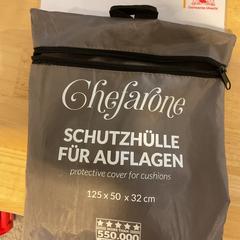 Chefarone
SCHUTZHÜLLE
FÜR AUFLAGEN
protective cover for cushions
125 x 50 x 32 cm
550.000